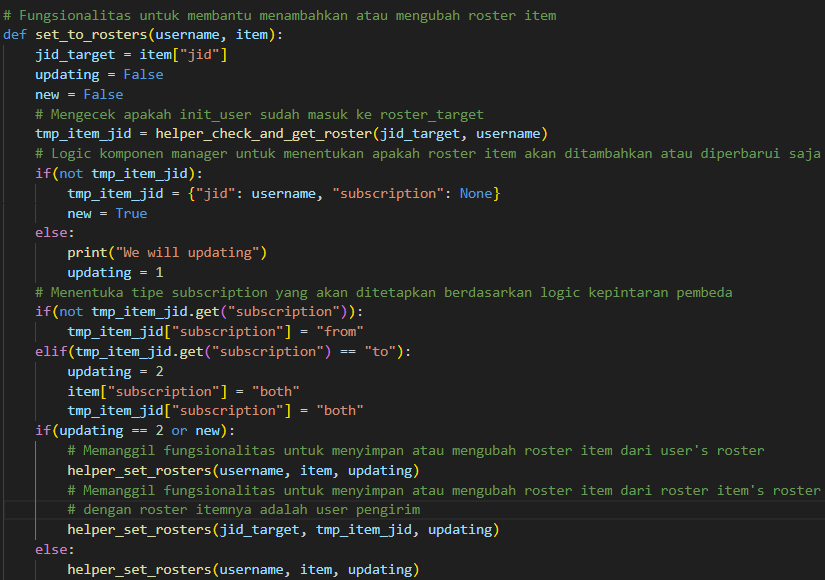 # Fungsionalitas untuk membantu menambahkan atau mengubah roster item
def set_to_rosters(username, item):
    jid_target = item["jid"]
    updating = False
    new = False
    # Mengecek apakah init_user sudah masuk ke roster_target
    tmp_item_jid = helper_check_and_get_roster(jid_target, username)
    # Logic komponen manager untuk menentukan apakah roster item akan ditambahkan atau diperbarui saja
    if(not tmp_item_jid):
        tmp_item_jid = {"jid": username, "subscription": None}
        new = True
    else:
        print("We will updating")
        updating = 1
    # Menentuka tipe subscription yang akan ditetapkan berdasarkan logic kepintaran pembeda
    if(not tmp_item_jid.get("subscription")):
        tmp_item_jid["subscription"] = "from"
    elif(tmp_item_jid.get("subscription") == "to"):
        updating = 2
        item["subscription"] = "both"
        tmp_item_jid["subscription"] = "both"
    if(updating == 2 or new):
        # Memanggil fungsionalitas untuk menyimpan atau mengubah roster item dari user's roster
        helper_set_rosters(username, item, updating)
        # Memanggil fungsionalitas untuk menyimpan atau mengubah roster item dari roster item's roster
        # dengan roster itemnya adalah user pengirim
        helper_set_rosters(jid_target, tmp_item_jid, updating)
    else:
        helper_set_rosters(username, item, updating)